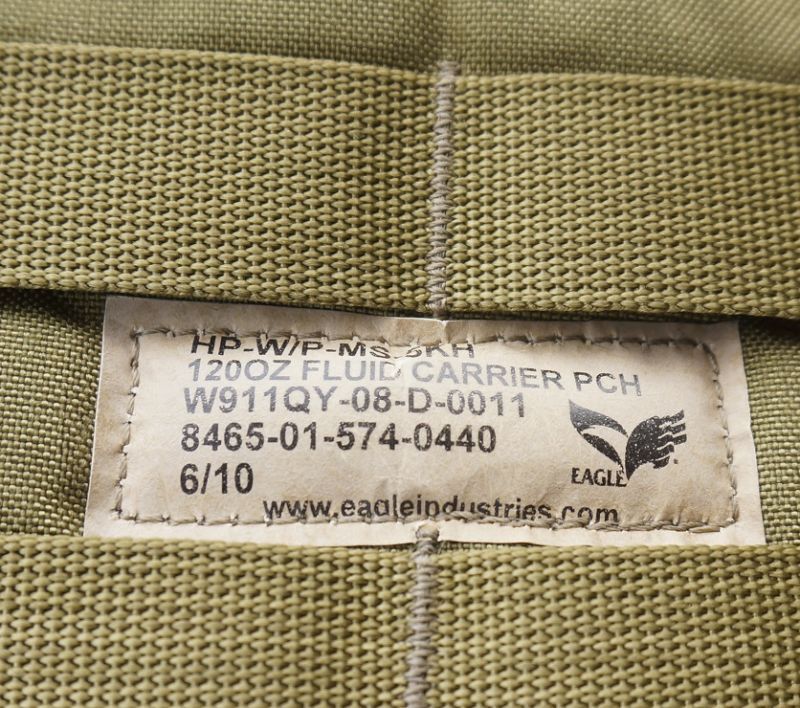 HP-W/P-MS-5KH
120OZ FLUID CARRIER PCH
W911QY-08-D-0011
8465-01-574-0440
6/10
EAGLE
www.eagleindustries.com